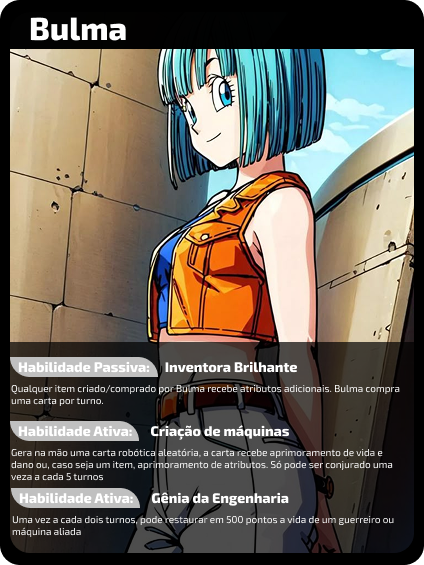 Bulma
Habilidade Passiva: Inventora Brilhante
Qualquer item criado/comprado por Bulma recebe atributos adicionais. Bulma compra
uma carta por turno.
Habilidade Ativa: Criação de máquinas
Gera na mão uma carta robótica aleatória, a carta recebe aprimoramento de vida e
dano ou, caso seja um item, aprimoramento de atributos. Só pode ser conjurado uma
veza a cada 5 turnos
Habilidade Ativa: Gênia da Engenharia
Uma vez a cada dois turnos, pode restaurar em 500 pontos a vida de um guerreiro ou
máquina aliada